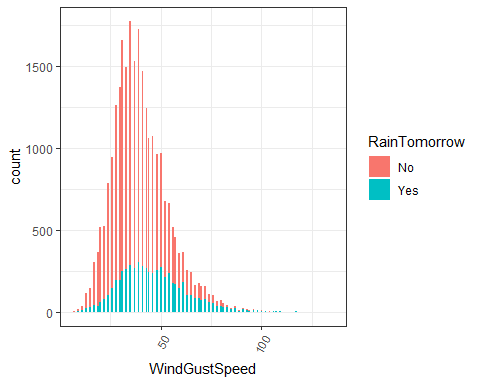 1500
1000
500
0
count
50
100
WindGustSpeed
RainTomorrow
No
Yes